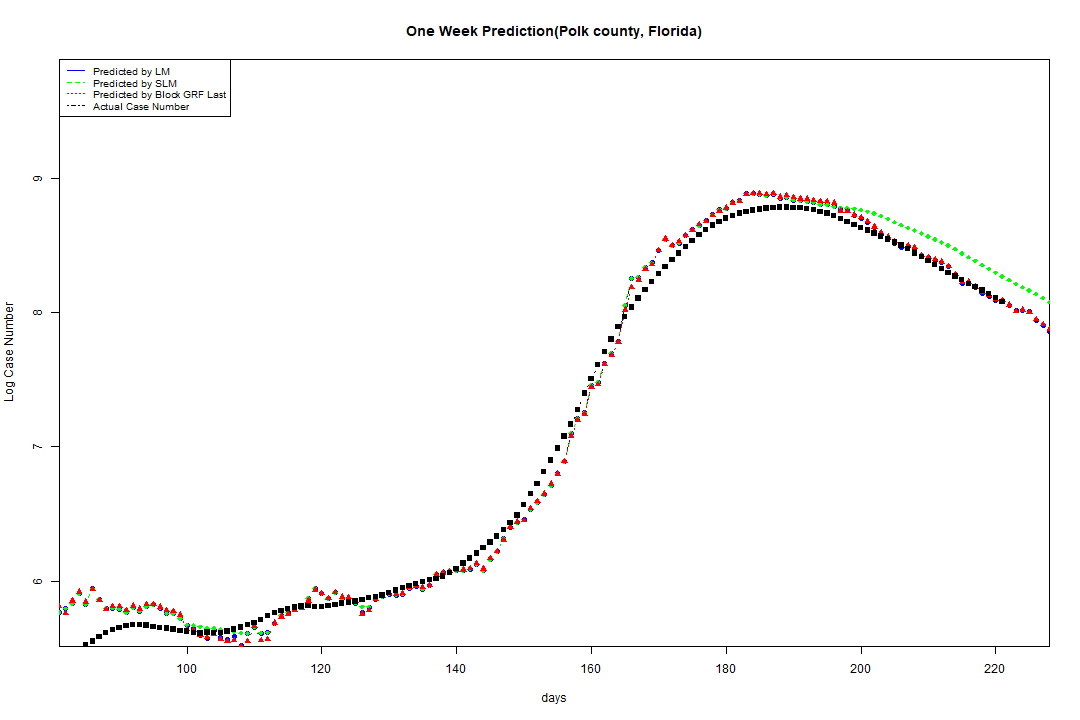 One Week Prediction(Polk county, Florida)
Predicted by LM
Predicted by SLM
Predicted by Block GRF Last
Actual Case Number
9
8
7
6
Log Case Number
100 120 140 160 180 200 220
days